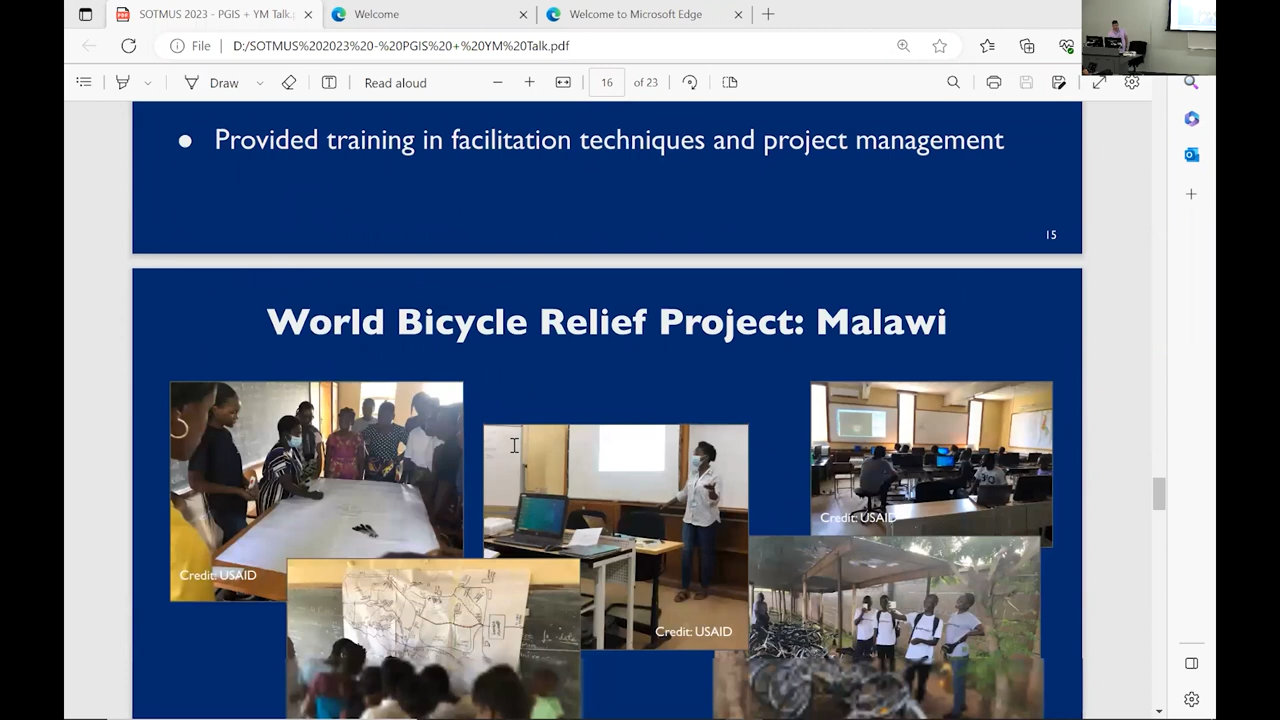 SOTMUS 2023 - PGIS + YM Talk.
Welcome
Welcome to Microsoft Edge
File
D:/SOTMUS%202023%20-%20PGIS%20+%20YM%20Talk.pdf
Draw
Read aloud
16
of 23
● Provided training in facilitation techniques and project management
15
World Bicycle Relief Project: Malawi
Credit: USAID
Credit: USAID
Credit: USAID